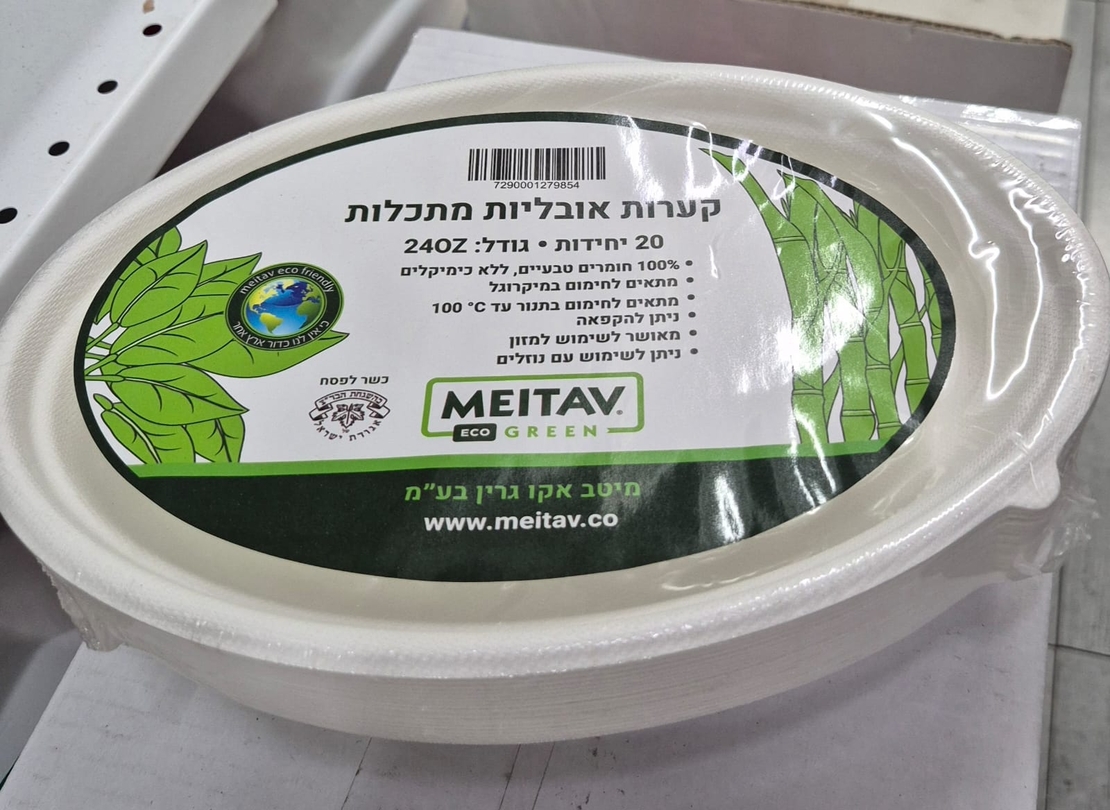 7290001279854
קערות אובליות מתכלות
20 יחידות • גודל: 24OZ
• 100% חומרים טבעיים, ללא כימיקלים
• מתאים לחימום במיקרוגל
• מתאים לחימום בתנור עד 100 °C
• ניתן להקפאה
• מאושר לשימוש למזון
• ניתן לשימוש עם נוזלים
meitav eco friendly
כי אין לנו כדור ארץ אחר
כשר לפסח
בהשגחת הבד"ץ
אגודת ישראל
MEITAV
ECO GREEN
מיטב אקו גרין בע"מ
www.meitav.co